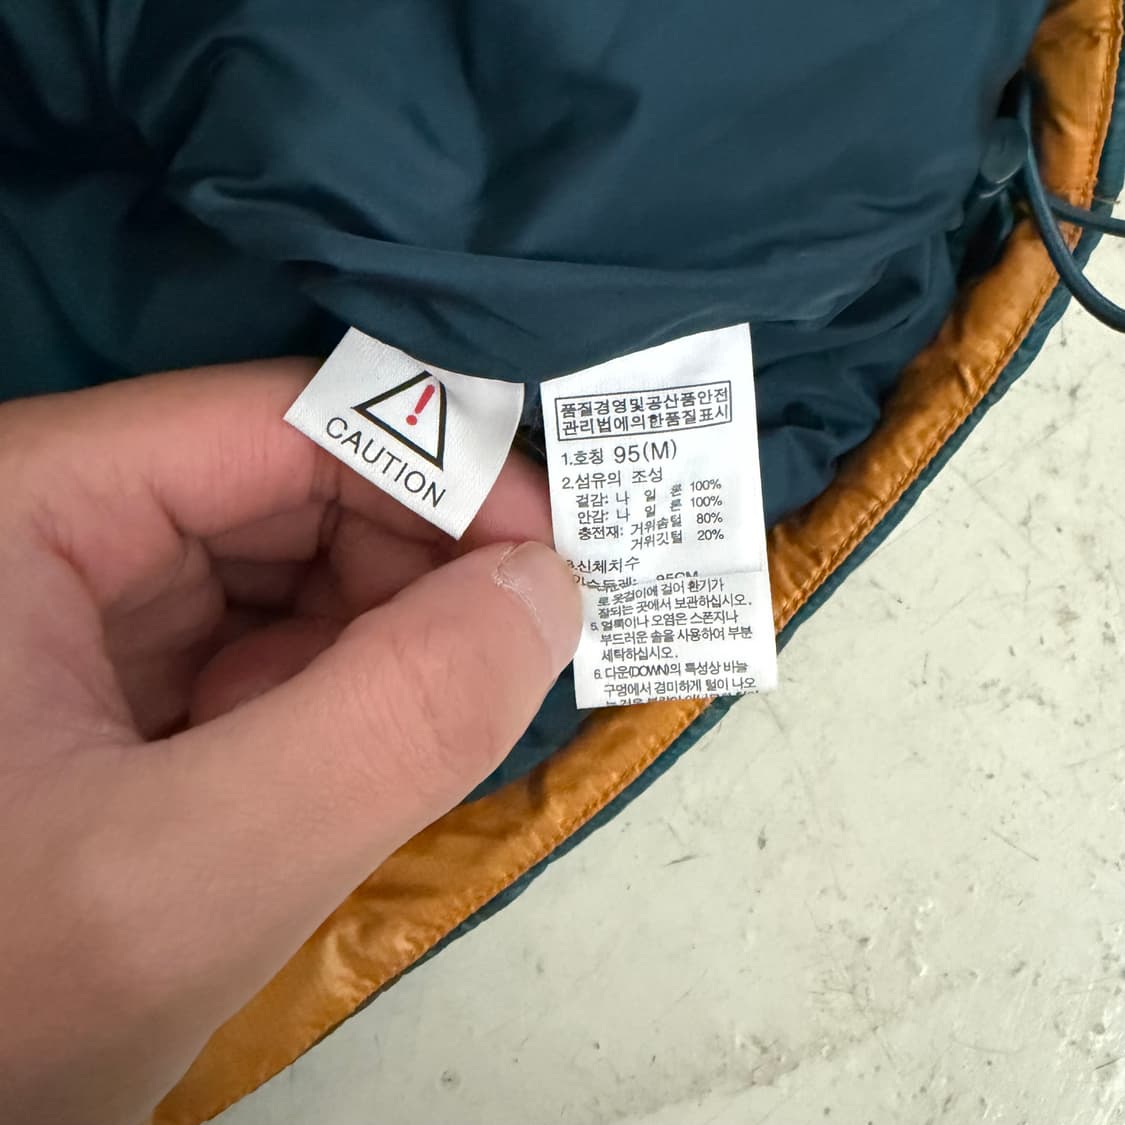 !
CAUTION
품질경영및공산품안전
관리법에의한품질표시
1.호칭 95(M)
2.섬유의 조성
겉감: 나 일 론 100%
안감: 나 일 론 100%
충전재: 거위솜털 80%
거위깃털 20%
3.신체치수
가슴둘레: 95CM
로 옷걸이에 걸어 환기가
잘되는 곳에서 보관하십시오.
5. 얼룩이나 오염은 스폰지나
부드러운 솔을 사용하여 부분
세탁하십시오.
6. 다운(DOWN)의 특성상 바늘
구멍에서 경미하게 털이 나오